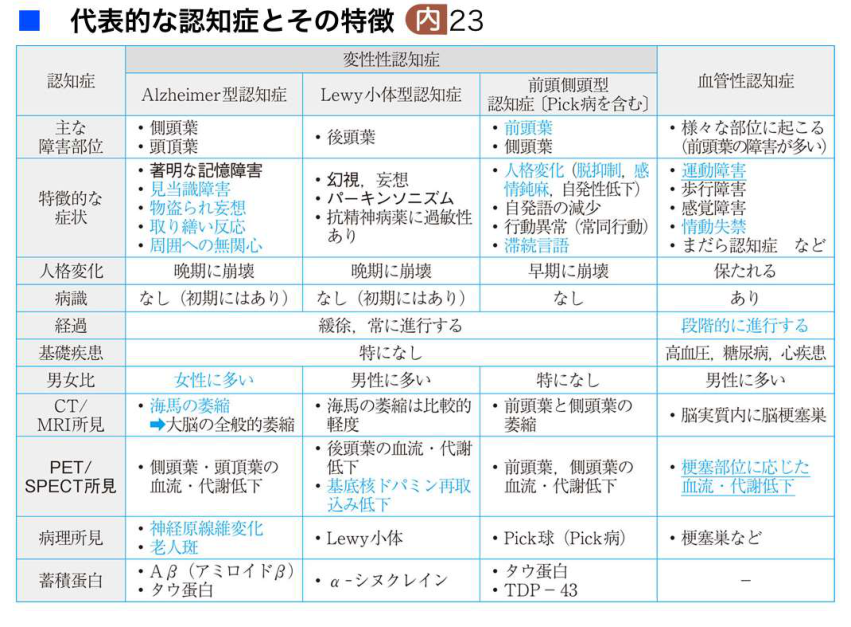 ■ 代表的な認知症とその特徴 内23
認知症
変性性認知症
血管性認知症
Alzheimer型認知症
Lewy小体型認知症
前頭側頭型
認知症〔Pick病を含む〕
主な
障害部位
・側頭葉
・頭頂葉
・後頭葉
・前頭葉
・側頭葉
・様々な部位に起こる
(前頭葉の障害が多い)
特徴的な
症状
・著明な記憶障害
・見当識障害
・物盗られ妄想
・取り繕い反応
・周囲への無関心
・幻視,妄想
・パーキンソニズム
・抗精神病薬に過敏性
あり
・人格変化(脱抑制,感
情鈍麻,自発性低下)
・自発語の減少
・行動異常(常同行動)
・滞続言語
・運動障害
・歩行障害
・感覚障害
・情動失禁
・まだら認知症 など
人格変化
晩期に崩壊
晩期に崩壊
早期に崩壊
保たれる
病識
なし(初期にはあり)
なし(初期にはあり)
なし
あり
経過
緩徐,常に進行する
段階的に進行する
基礎疾患
特になし
高血圧,糖尿病,心疾患
男女比
女性に多い
男性に多い
特になし
男性に多い
CT/
MRI所見
・海馬の萎縮
➡大脳の全般的萎縮
・海馬の萎縮は比較的
軽度
・前頭葉と側頭葉の
萎縮
・脳実質内に脳梗塞巣
PET/
SPECT所見
・側頭葉・頭頂葉の
血流・代謝低下
・後頭葉の血流・代謝
低下
・基底核ドパミン再取
込み低下
・前頭葉,側頭葉の
血流・代謝低下
・梗塞部位に応じた
血流・代謝低下
病理所見
・神経原線維変化
・老人斑
・Lewy小体
・Pick球(Pick病)
・梗塞巣など
蓄積蛋白
・Aβ(アミロイドβ)
・タウ蛋白
・α-シヌクレイン
・タウ蛋白
・TDP−43
−